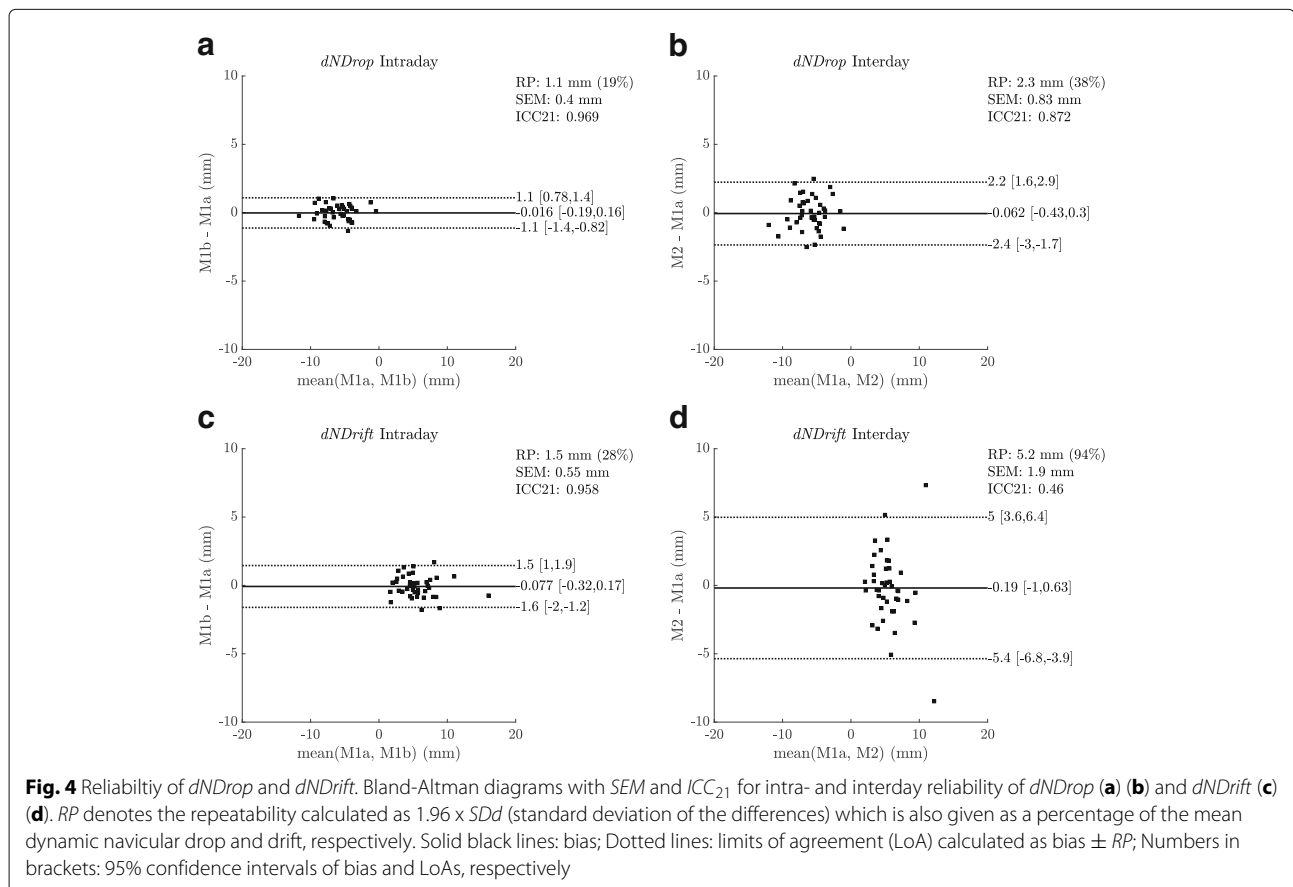 a
dNDrop Intraday
RP: 1.1 mm (19%)
SEM: 0.4 mm
ICC21: 0.969
10
5
0
-5
-10
M1b - M1a (mm)
1.1 [0.78,1.4]
-0.016 [-0.19,0.16]
-1.1 [-1.4,-0.82]
-20 -10 0 10 20
mean(M1a, M1b) (mm)
b
dNDrop Interday
RP: 2.3 mm (38%)
SEM: 0.83 mm
ICC21: 0.872
10
5
0
-5
-10
M2 - M1a (mm)
2.2 [1.6,2.9]
-0.062 [-0.43,0.3]
-2.4 [-3,-1.7]
-20 -10 0 10 20
mean(M1a, M2) (mm)
c
dNDrift Intraday
RP: 1.5 mm (28%)
SEM: 0.55 mm
ICC21: 0.958
10
5
0
-5
-10
M1b - M1a (mm)
1.5 [1,1.9]
-0.077 [-0.32,0.17]
-1.6 [-2,-1.2]
-20 -10 0 10 20
mean(M1a, M1b) (mm)
d
dNDrift Interday
RP: 5.2 mm (94%)
SEM: 1.9 mm
ICC21: 0.46
10
5
0
-5
-10
M2 - M1a (mm)
5 [3.6,6.4]
-0.19 [-1,0.63]
-5.4 [-6.8,-3.9]
-20 -10 0 10 20
mean(M1a, M2) (mm)
Fig. 4 Reliabiltiy of dNDrop and dNDrift. Bland-Altman diagrams with SEM and ICC21 for intra- and interday reliability of dNDrop (a) (b) and dNDrift (c)
(d). RP denotes the repeatability calculated as 1.96 x SDd (standard deviation of the differences) which is also given as a percentage of the mean
dynamic navicular drop and drift, respectively. Solid black lines: bias; Dotted lines: limits of agreement (LoA) calculated as bias ± RP; Numbers in
brackets: 95% confidence intervals of bias and LoAs, respectively